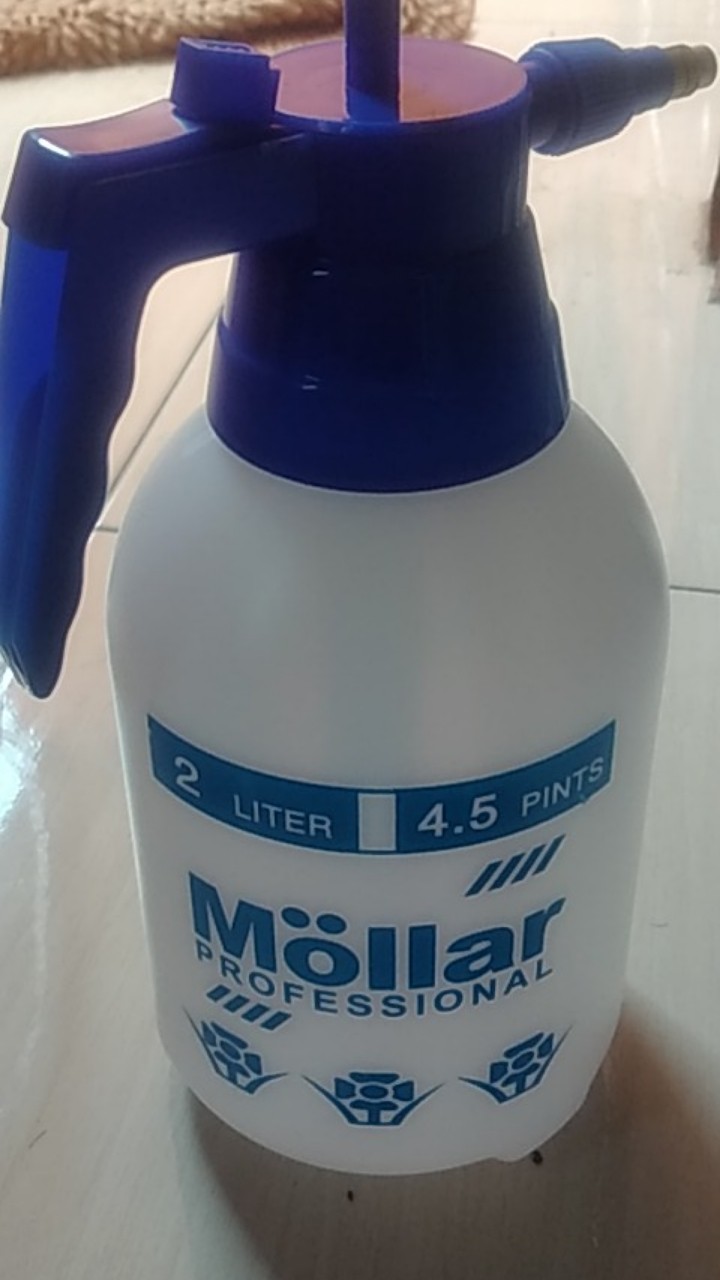 2 LITER 4.5 PINTS
Möllar
PROFESSIONAL